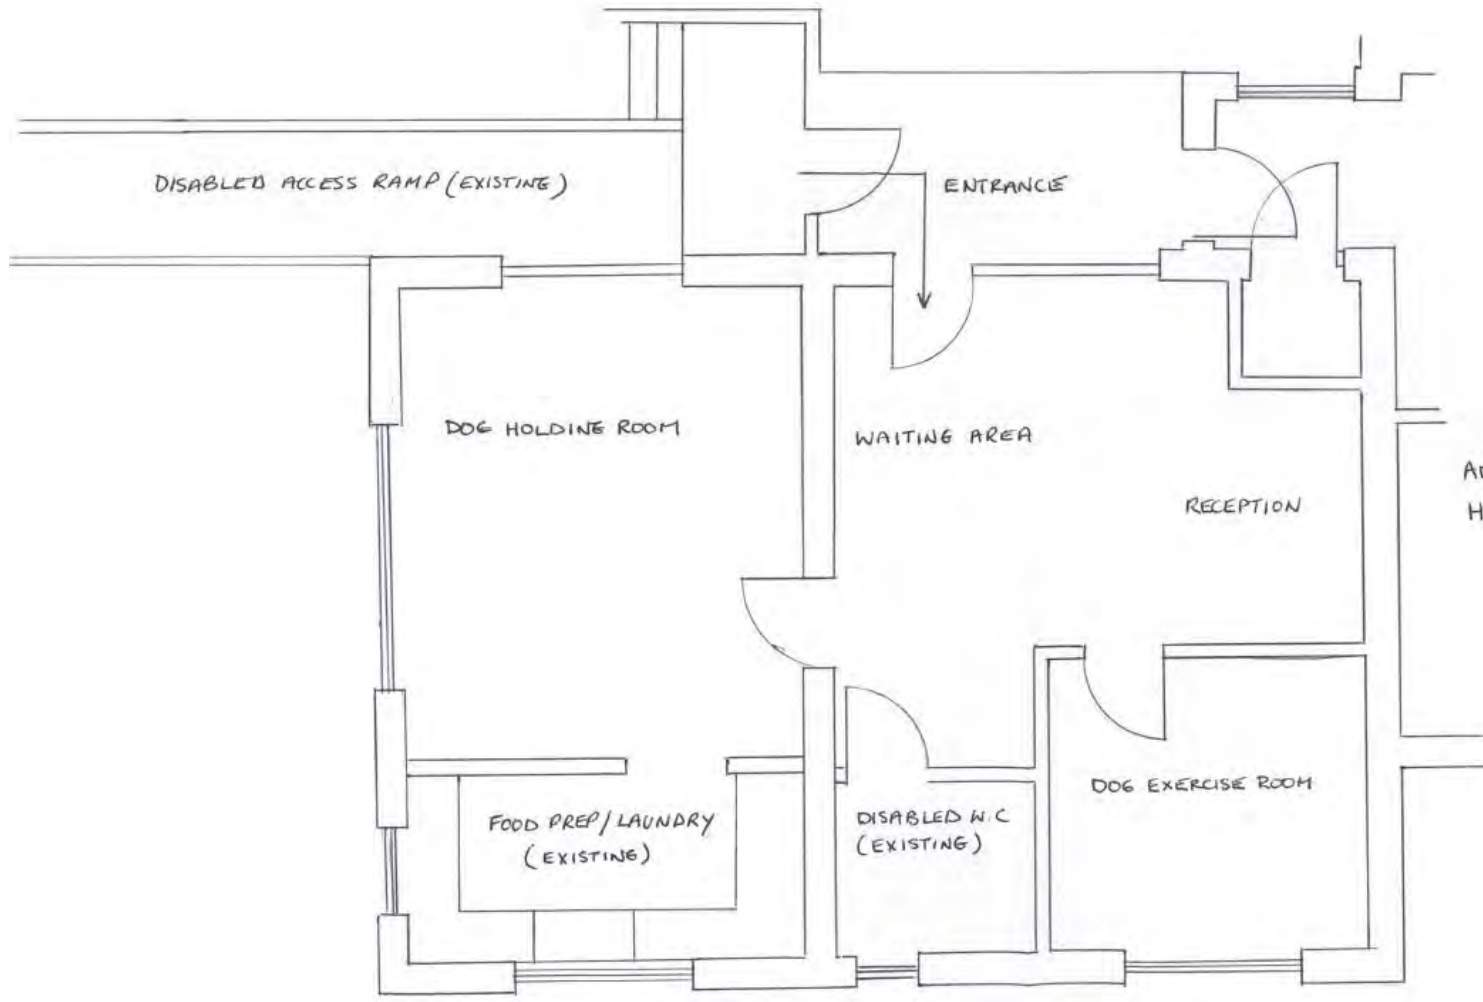 DISABLED ACCESS RAMP (EXISTING)
ENTRANCE
DOG HOLDING ROOM
WAITING AREA
RECEPTION
FOOD PREP/LAUNDRY
(EXISTING)
DISABLED W.C
(EXISTING)
DOG EXERCISE ROOM